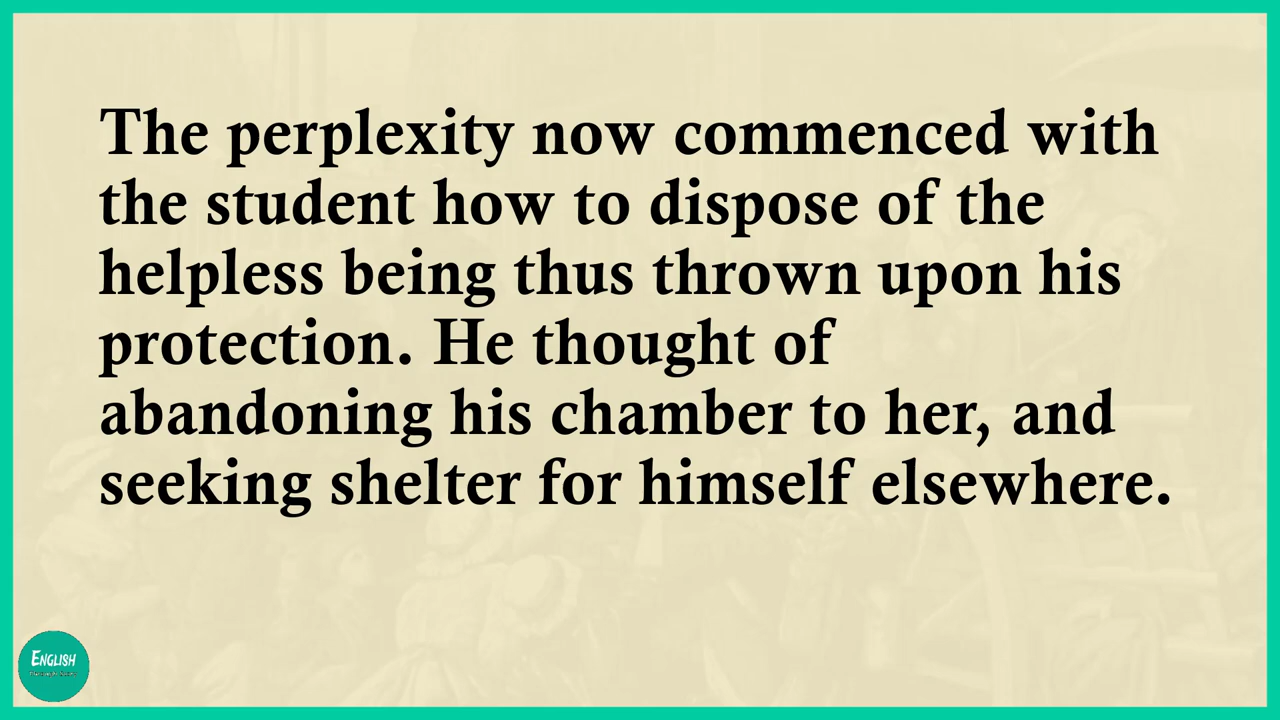 The perplexity now commenced with
the student how to dispose of the
helpless being thus thrown upon his
protection. He thought of
abandoning his chamber to her, and
seeking shelter for himself elsewhere.
ENGLISH